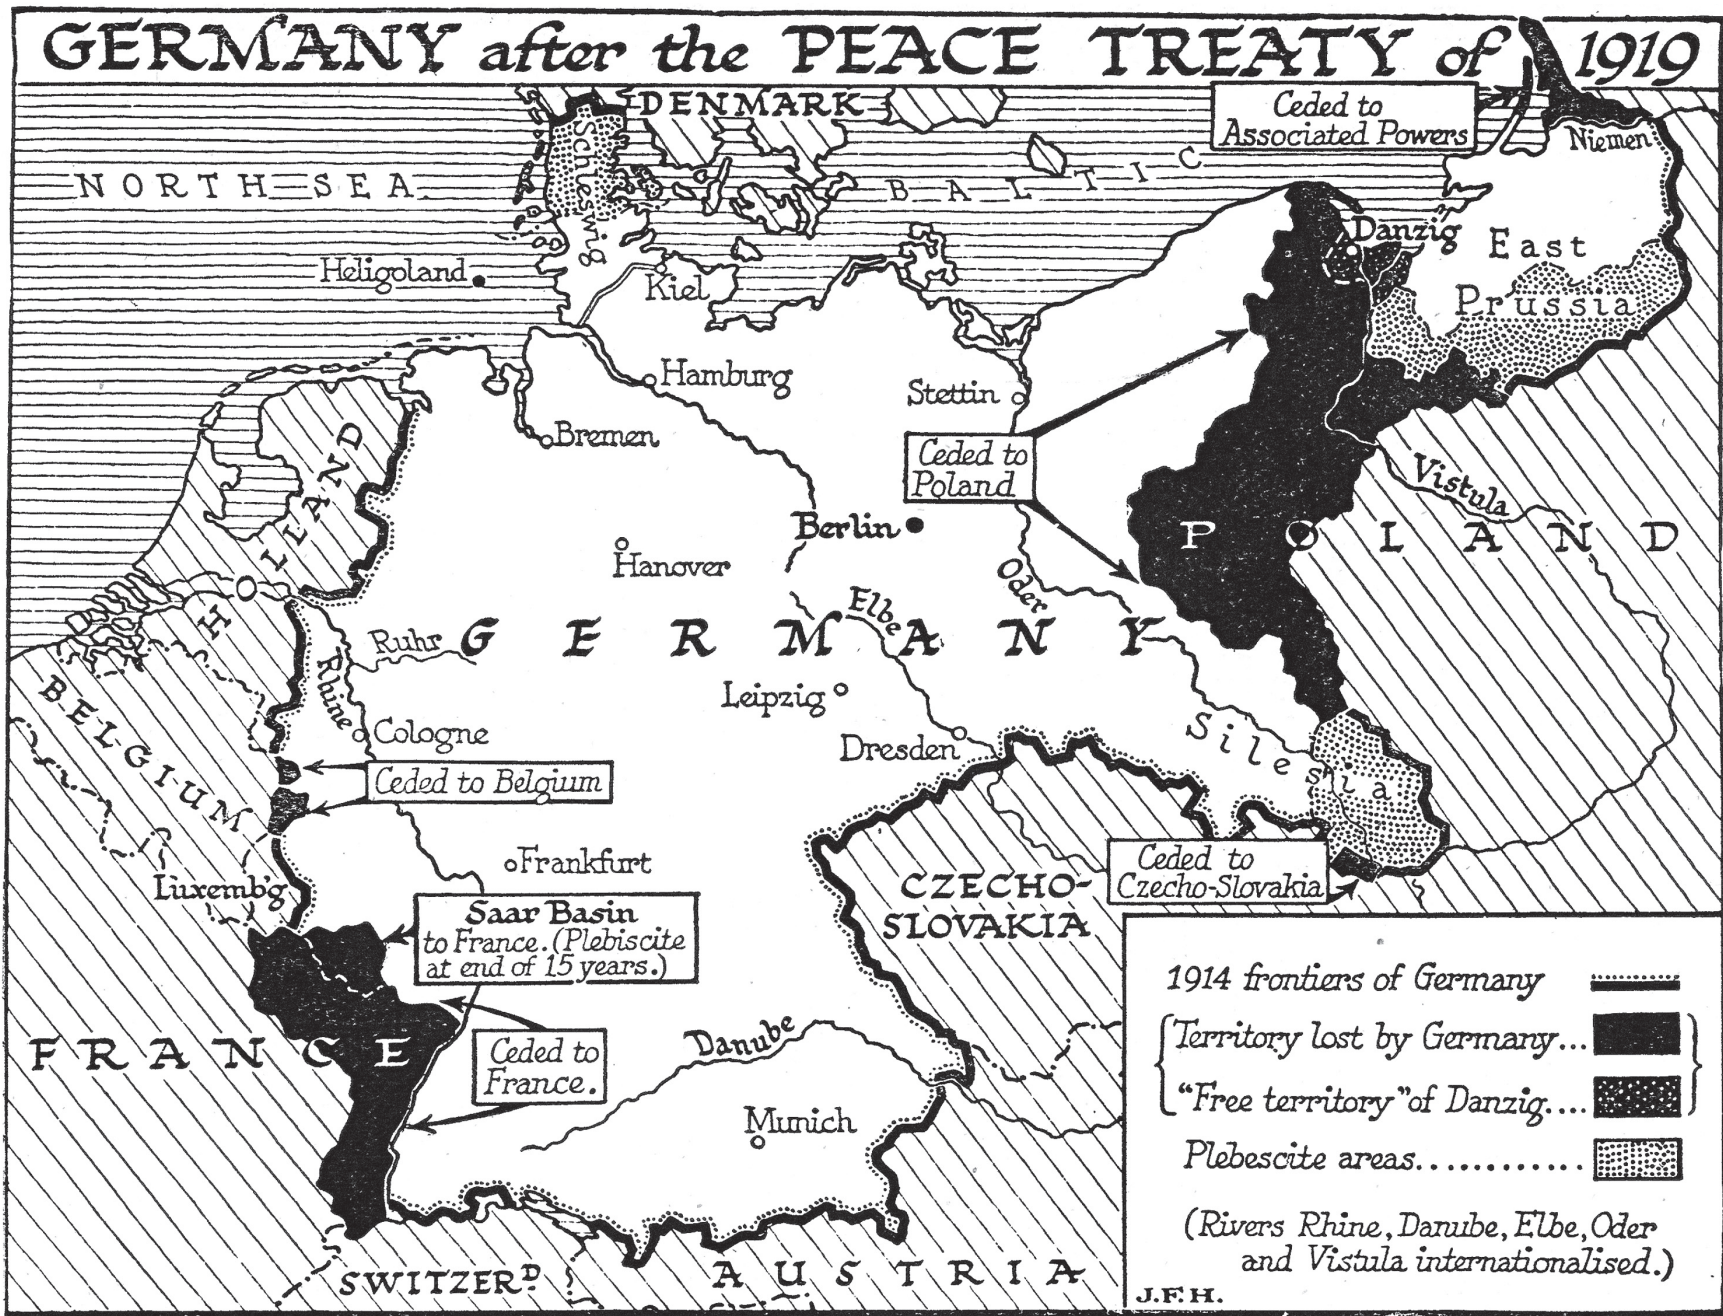 GERMANY after the PEACE TREATY of 1919
DENMARK
Ceded to
Associated Powers
Niemen
NORTH SEA
BALTIC
Schleswig
Danzig
East
Prussia
Heligoland
Kiel
Hamburg
Stettin
Bremen
Ceded to
Poland
Vistula
HOLLAND
Berlin
POLAND
Hanover
Oder
Elbe
Ruhr
GERMANY
Rhine
Leipzig
BELGIUM
Cologne
Dresden
Silesia
Ceded to Belgium
Frankfurt
Luxemb'g
Ceded to
Czecho-Slovakia
CZECHO-
SLOVAKIA
Saar Basin
to France. (Plebiscite
at end of 15 years.)
FRANCE
Ceded to
France.
Danube
Munich
SWITZERD
AUSTRIA
1914 frontiers of Germany
Territory lost by Germany...
"Free territory" of Danzig....
Plebescite areas.............
(Rivers Rhine, Danube, Elbe, Oder
and Vistula internationalised.)
J.F.H.